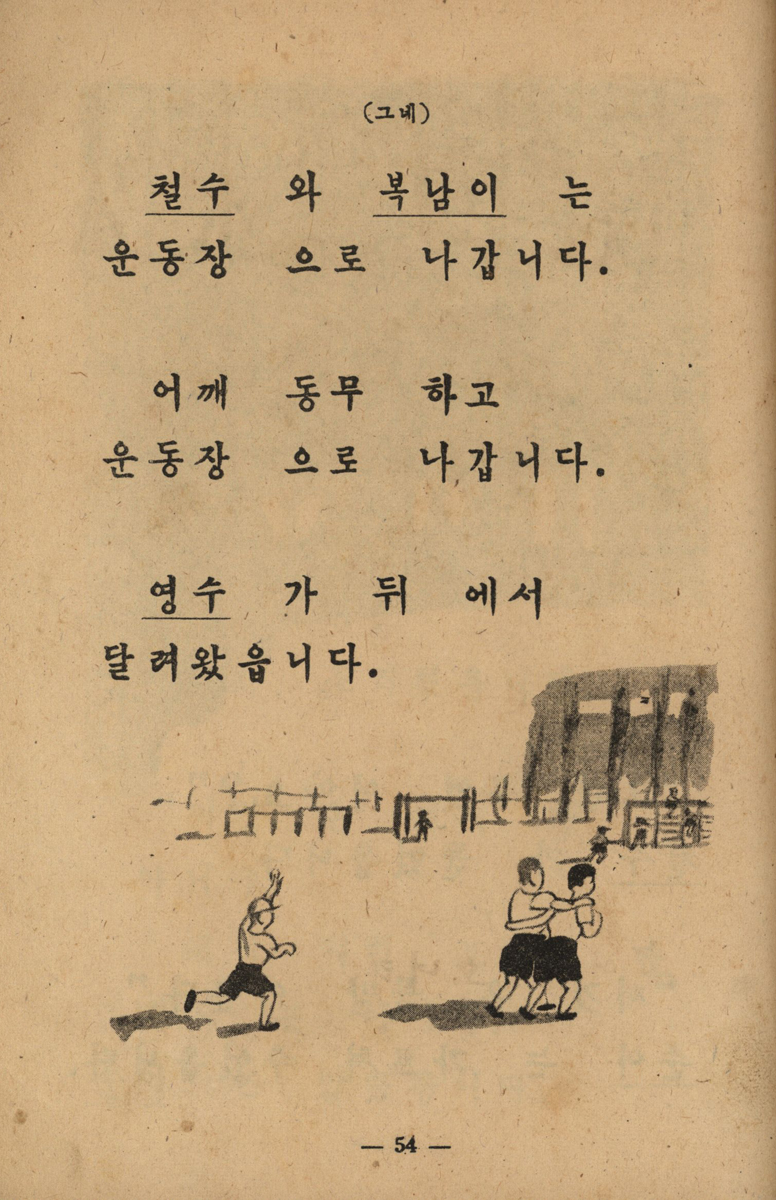 (그네)
철수 와 복남이 는
운동장 으로 나갑니다.
어깨 동무 하고
운동장 으로 나갑니다.
영수 가 뒤 에서
달려왔읍니다.
— 54 —